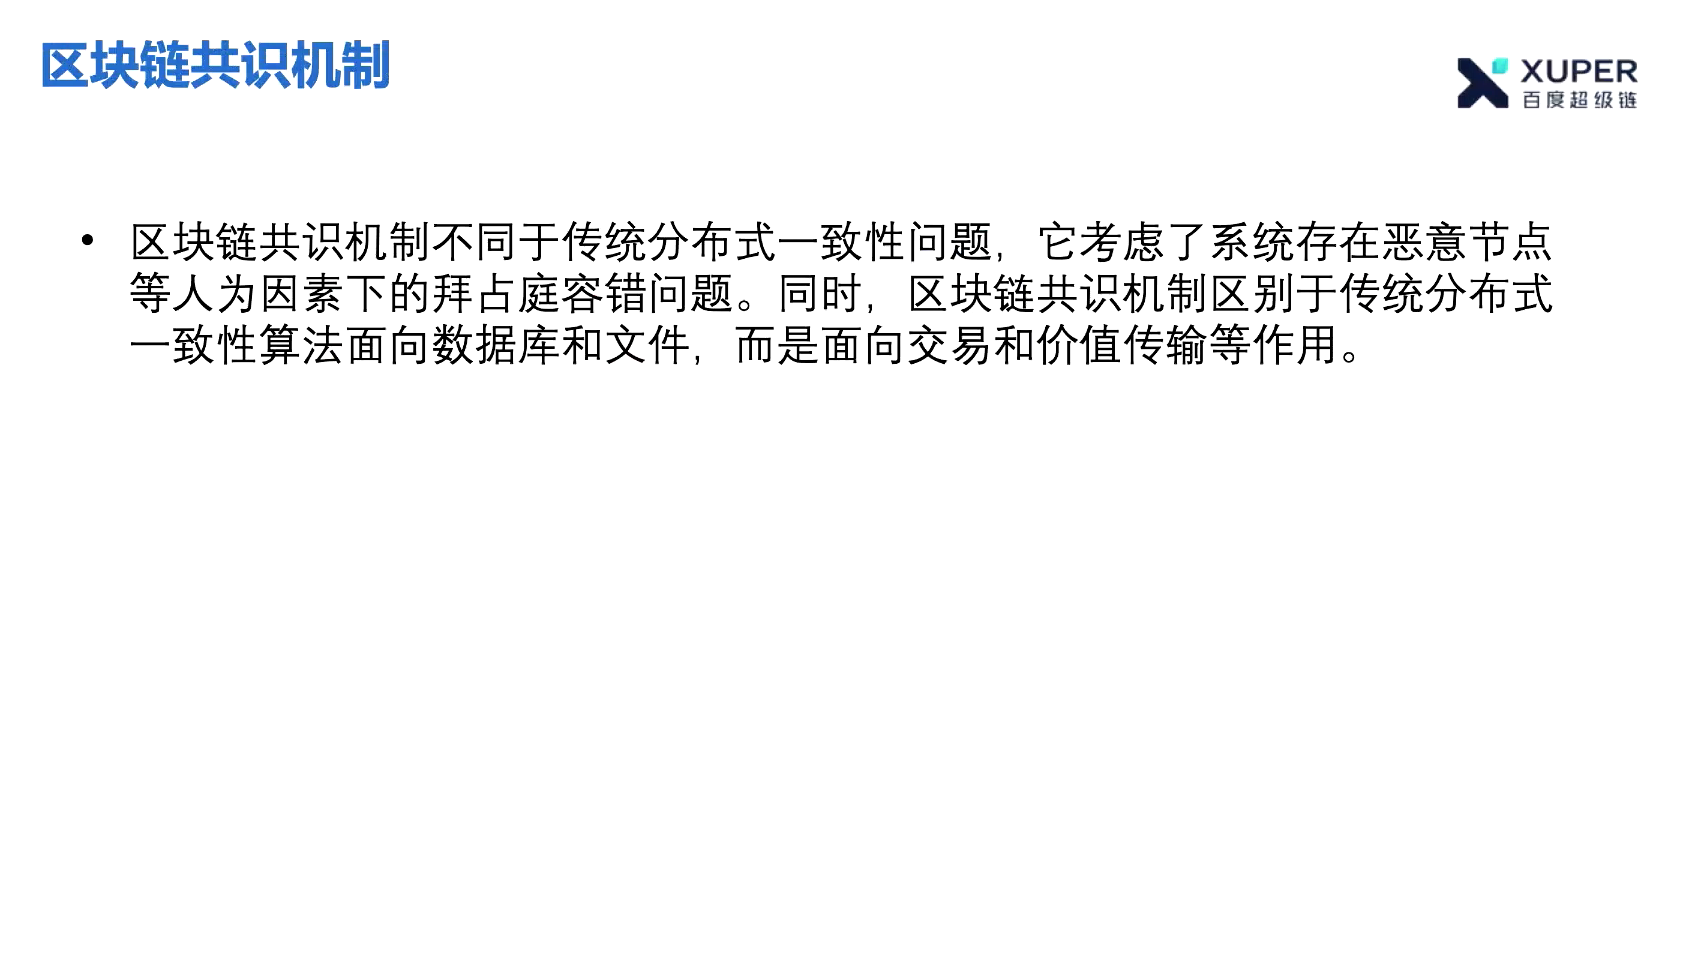 区块链共识机制
XUPER
百度超级链
• 区块链共识机制不同于传统分布式一致性问题，它考虑了系统存在恶意节点
等人为因素下的拜占庭容错问题。同时，区块链共识机制区别于传统分布式
一致性算法面向数据库和文件，而是面向交易和价值传输等作用。